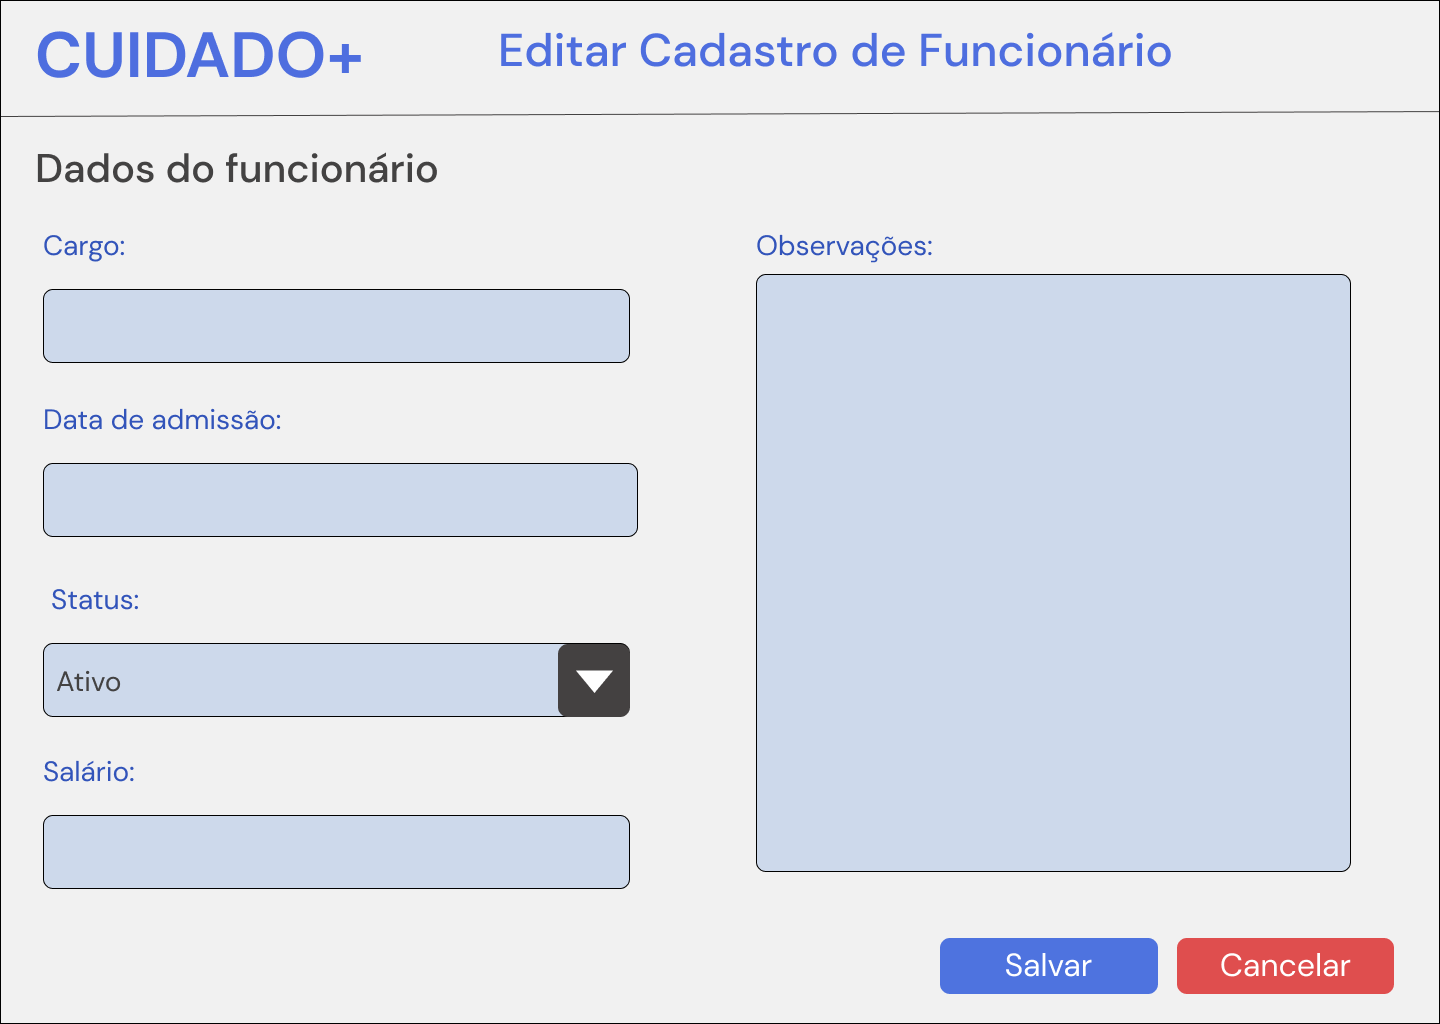 CUIDADO+
Editar Cadastro de Funcionário
Dados do funcionário
Cargo:
Data de admissão:
Status:
Ativo
Salário:
Observações:
Salvar
Cancelar